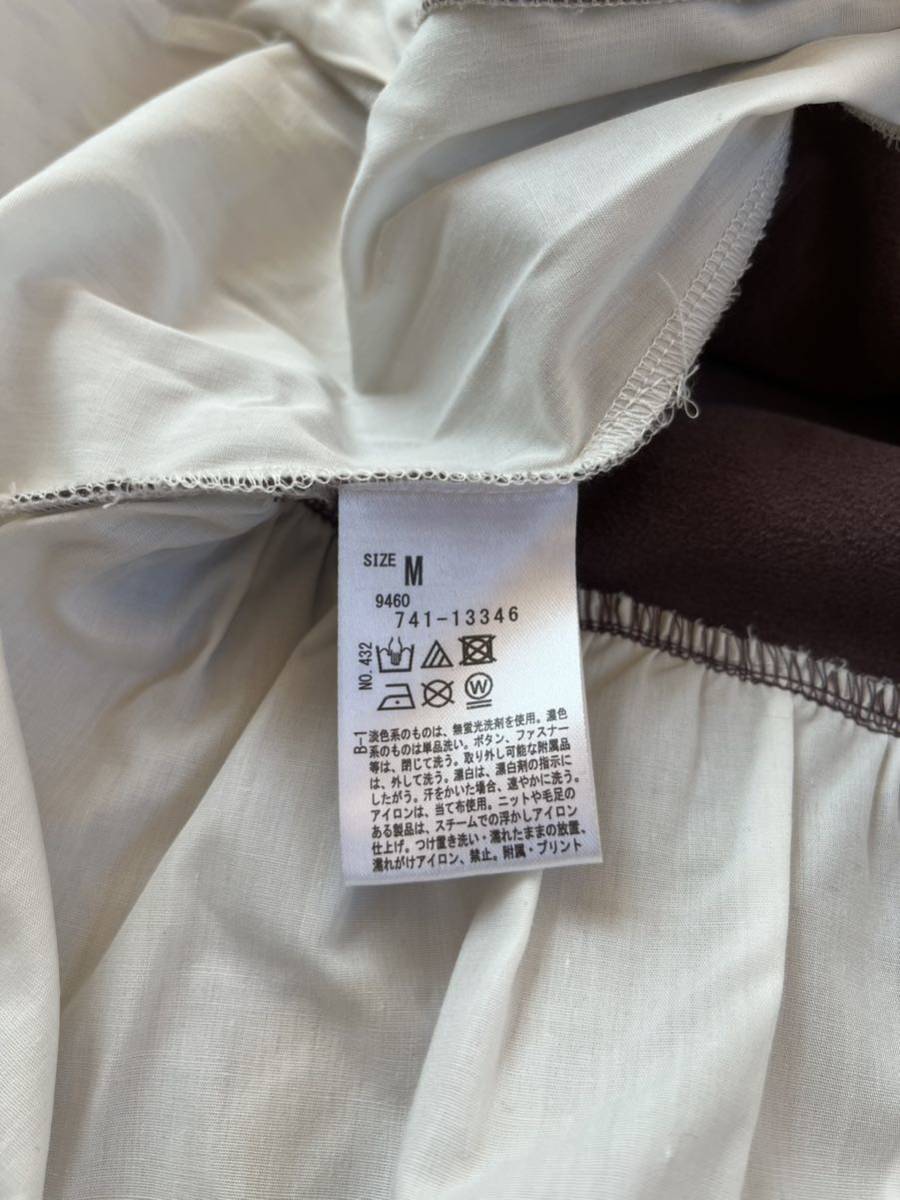 SIZE M
9460
741-13346
NO.432
W
B-1
淡色系のものは、無蛍光洗剤を使用。濃色
系のものは単品洗い。ボタン、ファスナー
等は、閉じて洗う。取り外し可能な附属品
は、外して洗う。漂白は、漂白剤の指示に
したがう。汗をかいた場合、速やかに洗う。
アイロンは、当て布使用。ニットや毛足の
ある製品は、スチームでの浮かしアイロン
仕上げ。つけ置き洗い・濡れたままの放置、
濡れがけアイロン、禁止。附属・プリント